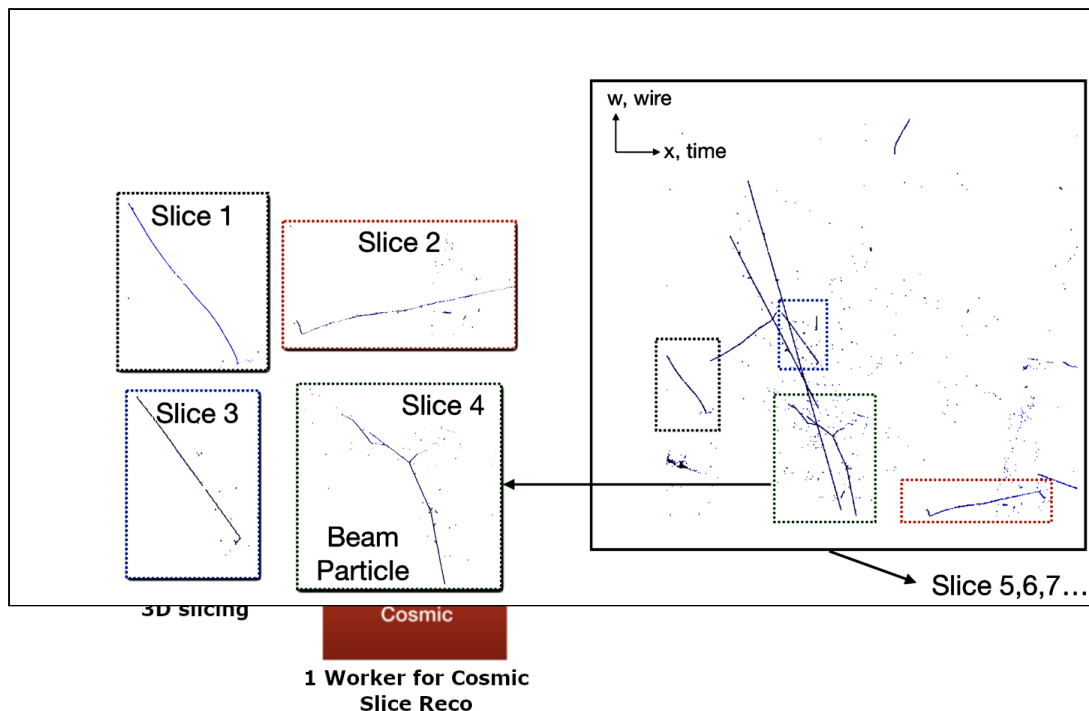 w, wire
x, time
Slice 1
Slice 2
Slice 3
Slice 4
Beam
Particle
Slice 5,6,7...
3D slicing
Cosmic
1 Worker for Cosmic
Slice Reco